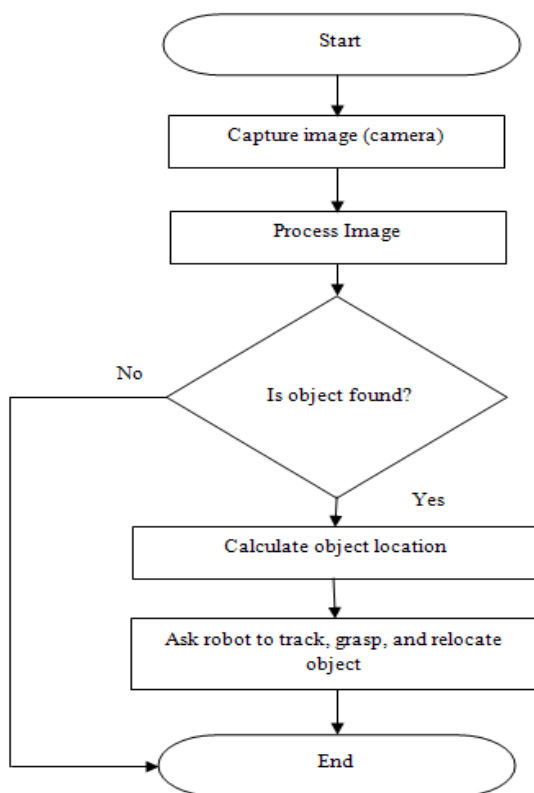 Start
Capture image (camera)
Process Image
No
Is object found?
Yes
Calculate object location
Ask robot to track, grasp, and relocate
object
End